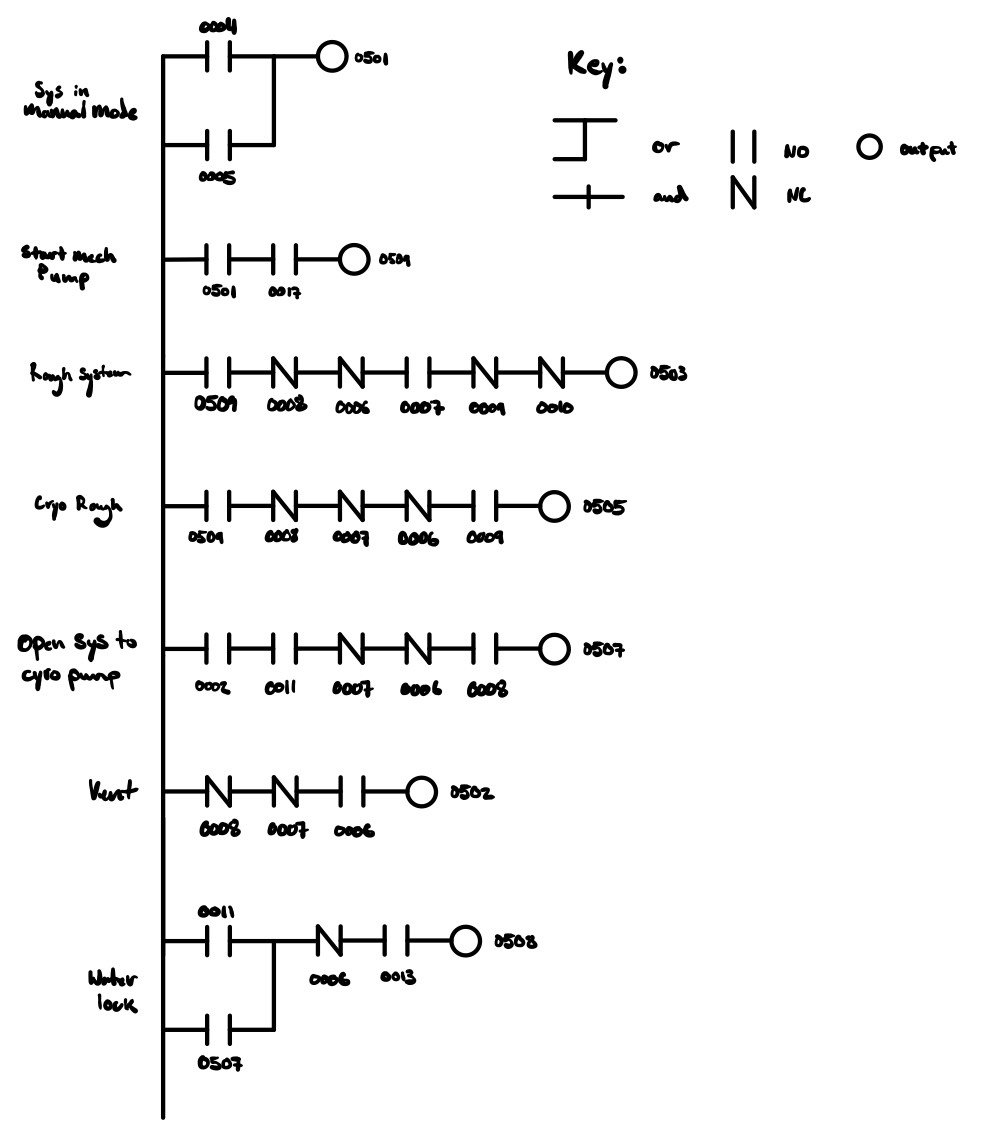 0004
0501
Sys in
Manual Mode
0005
Key:
or
NO
output
and
NC
Start Mech
Pump
0509
0501
0017
Rough System
0503
0509
0008
0006
0007
0009
0010
Cryo Rough
0505
0509
0008
0007
0006
0009
Open Sys to
cyro pump
0507
0002
0011
0007
0006
0008
Vent
0502
0008
0007
0006
0011
0508
0006
0013
Water
lock
0507